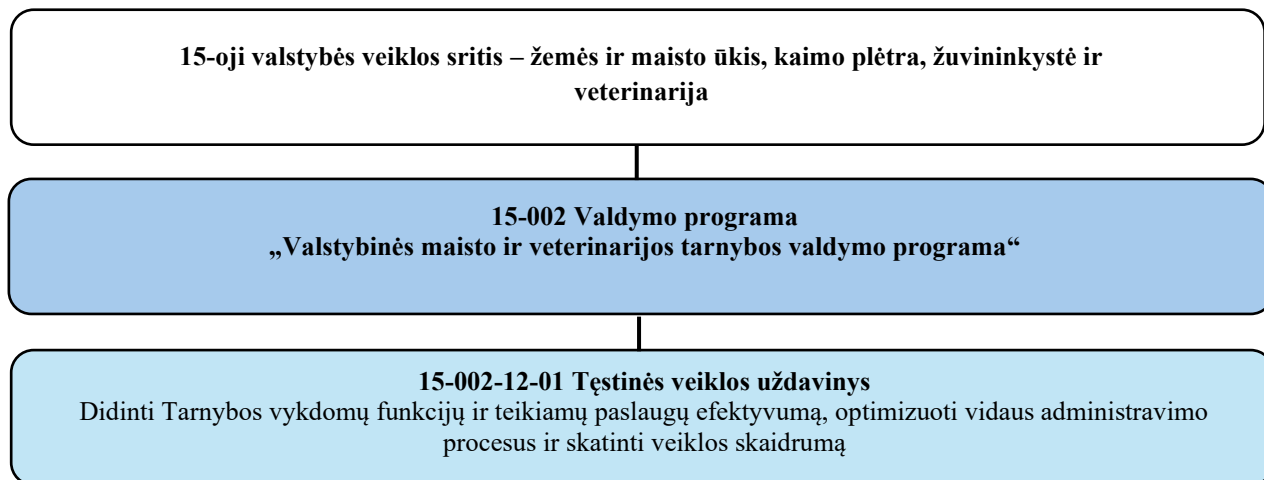 15-oji valstybės veiklos sritis – žemės ir maisto ūkis, kaimo plėtra, žuvininkystė ir
veterinarija
15-002 Valdymo programa
„Valstybinės maisto ir veterinarijos tarnybos valdymo programa“
15-002-12-01 Tęstinės veiklos uždavinys
Didinti Tarnybos vykdomų funkcijų ir teikiamų paslaugų efektyvumą, optimizuoti vidaus administravimo
procesus ir skatinti veiklos skaidrumą